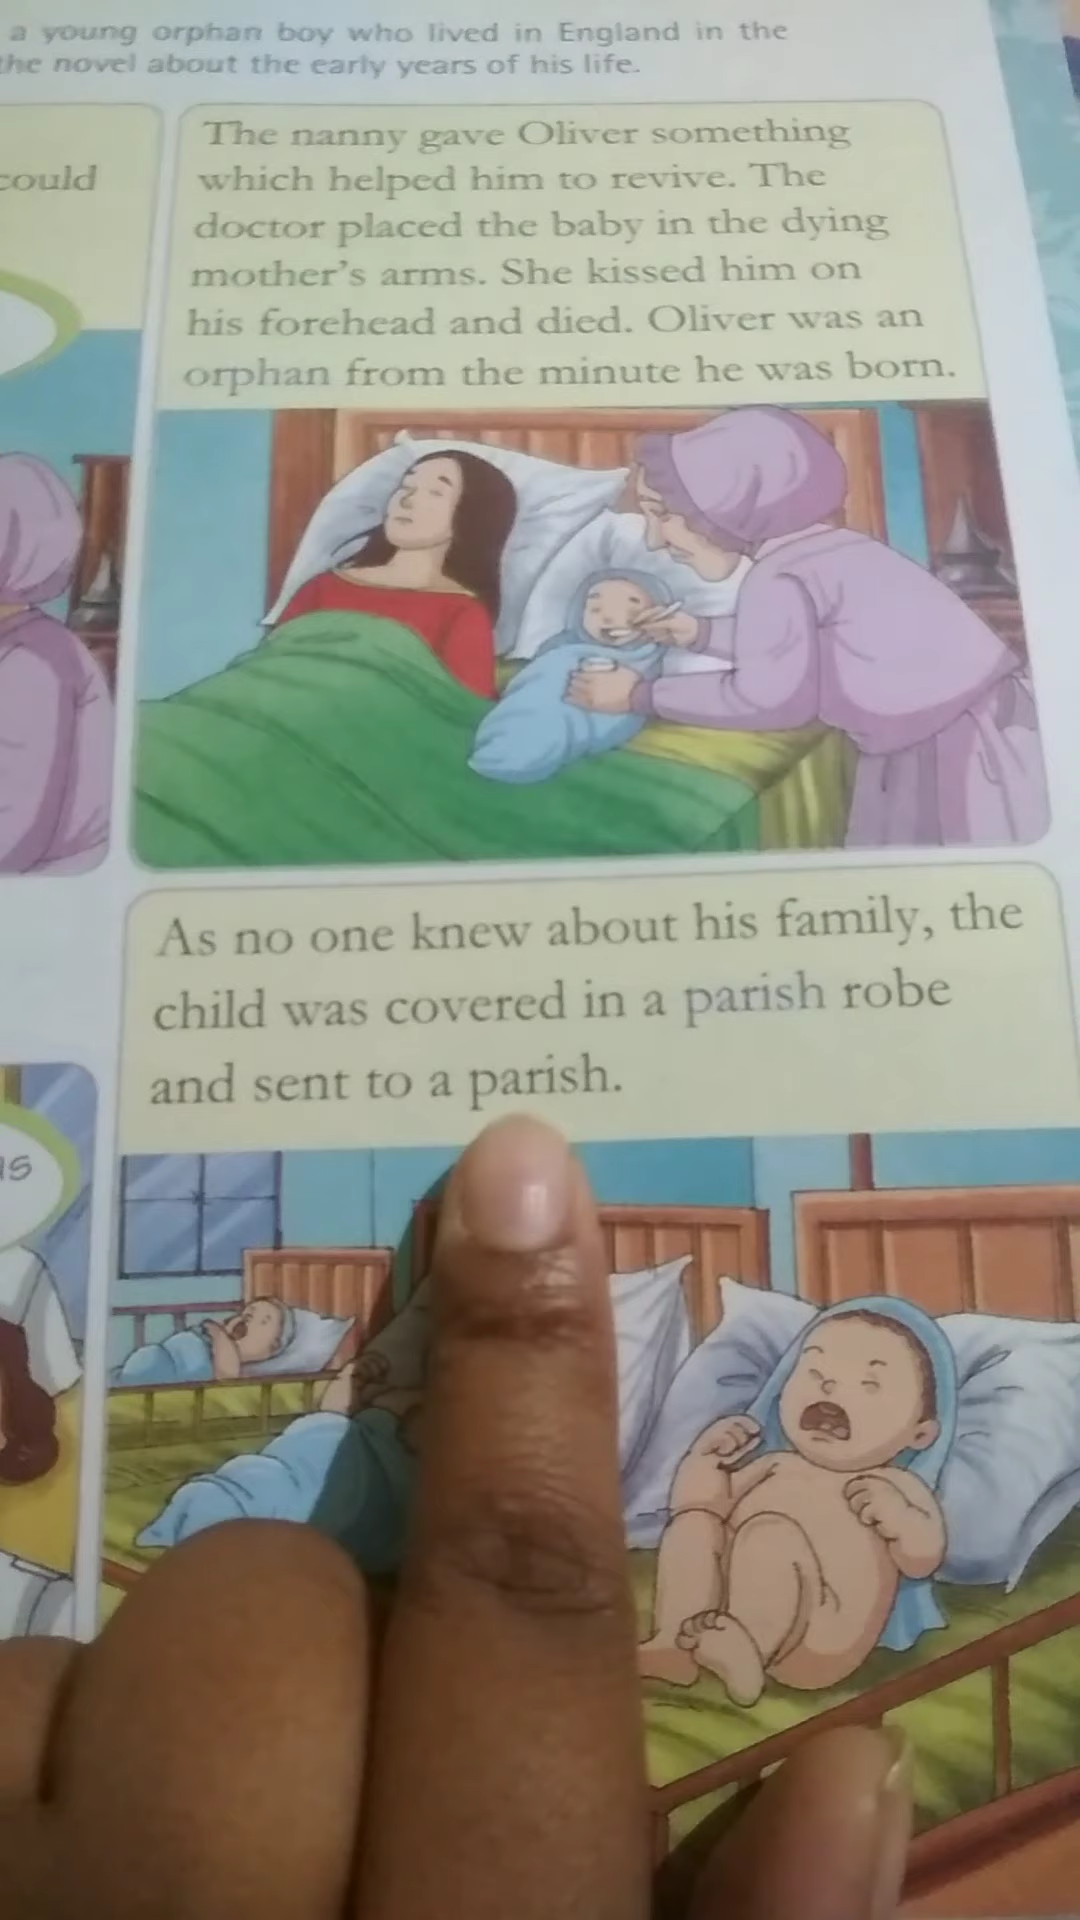 a young orphan boy who lived in England in the
the novel about the early years of his life.
could
The nanny gave Oliver something
which helped him to revive. The
doctor placed the baby in the dying
mother's arms. She kissed him on
his forehead and died. Oliver was an
orphan from the minute he was born.
As no one knew about his family, the
child was covered in a parish robe
and sent to a parish.